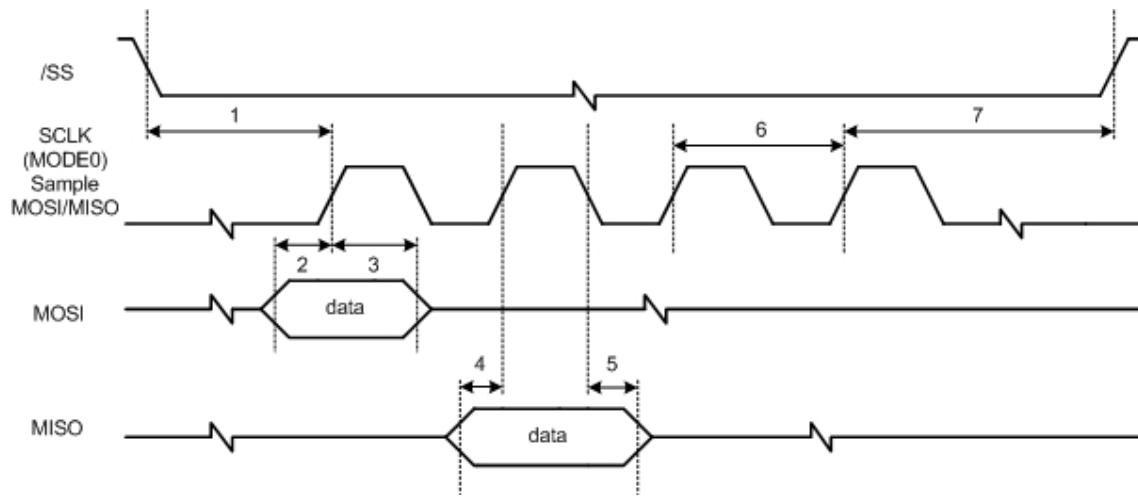 /SS
1
7
SCLK
(MODE0)
Sample
MOSI/MISO
6
2
3
MOSI
data
4
5
MISO
data